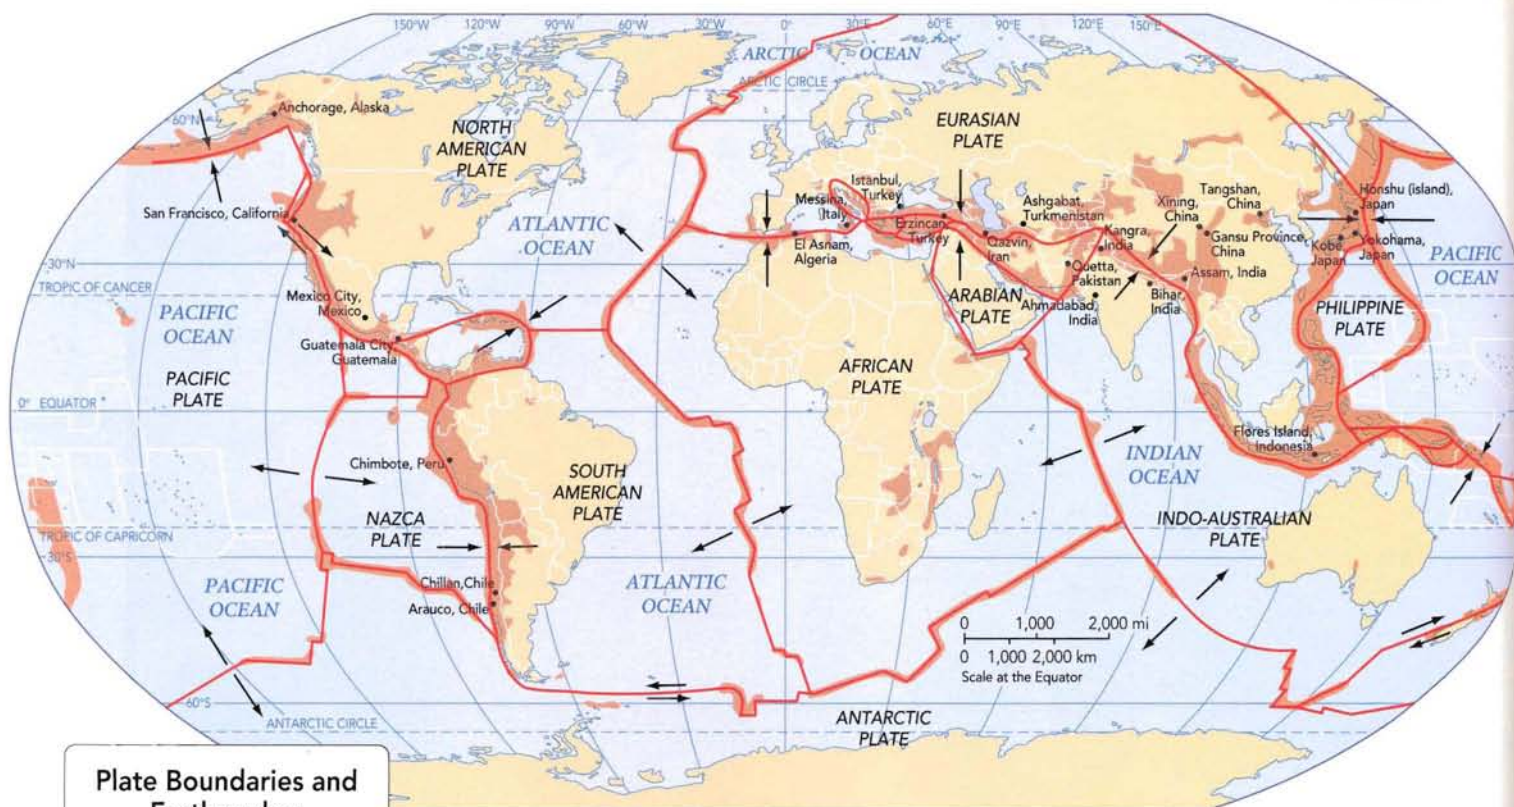 150°W
120°W
90°W
60°W
30°W
0°
30°E
60°E
90°E
120°E
150°E
ARCTIC
OCEAN
ARCTIC CIRCLE
Anchorage, Alaska
60°N
NORTH
AMERICAN
PLATE
EURASIAN
PLATE
San Francisco, California
ATLANTIC
OCEAN
Messina,
Italy
Istanbul,
Turkey
Erzincan,
Turkey
El Asnam,
Algeria
Qazvin,
Iran
Ashgabat,
Turkmenistan
Xining,
China
Tangshan,
China
Kangra,
India
Gansu Province,
China
Quetta,
Pakistan
Assam, India
Bihar,
India
Ahmadabad,
India
Honshu (island),
Japan
Kobe,
Japan
Yokohama,
Japan
PACIFIC
OCEAN
30°N
TROPIC OF CANCER
PACIFIC
OCEAN
Mexico City,
Mexico
Guatemala City,
Guatemala
ARABIAN
PLATE
PHILIPPINE
PLATE
PACIFIC
PLATE
AFRICAN
PLATE
0° EQUATOR
Chimbote, Peru
SOUTH
AMERICAN
PLATE
Flores Island,
Indonesia
INDIAN
OCEAN
NAZCA
PLATE
INDO-AUSTRALIAN
PLATE
TROPIC OF CAPRICORN
30°S
PACIFIC
OCEAN
Chillan,Chile
Arauco, Chile
ATLANTIC
OCEAN
0 1,000 2,000 mi
0 1,000 2,000 km
Scale at the Equator
60°S
ANTARCTIC CIRCLE
ANTARCTIC
PLATE
Plate Boundaries and